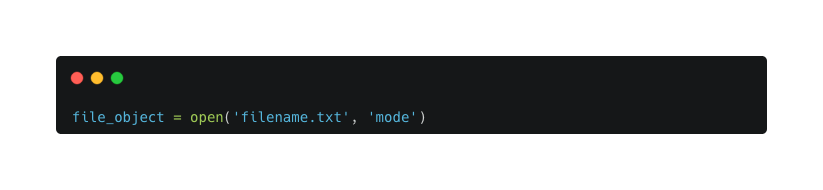 file_object = open('filename.txt', 'mode')